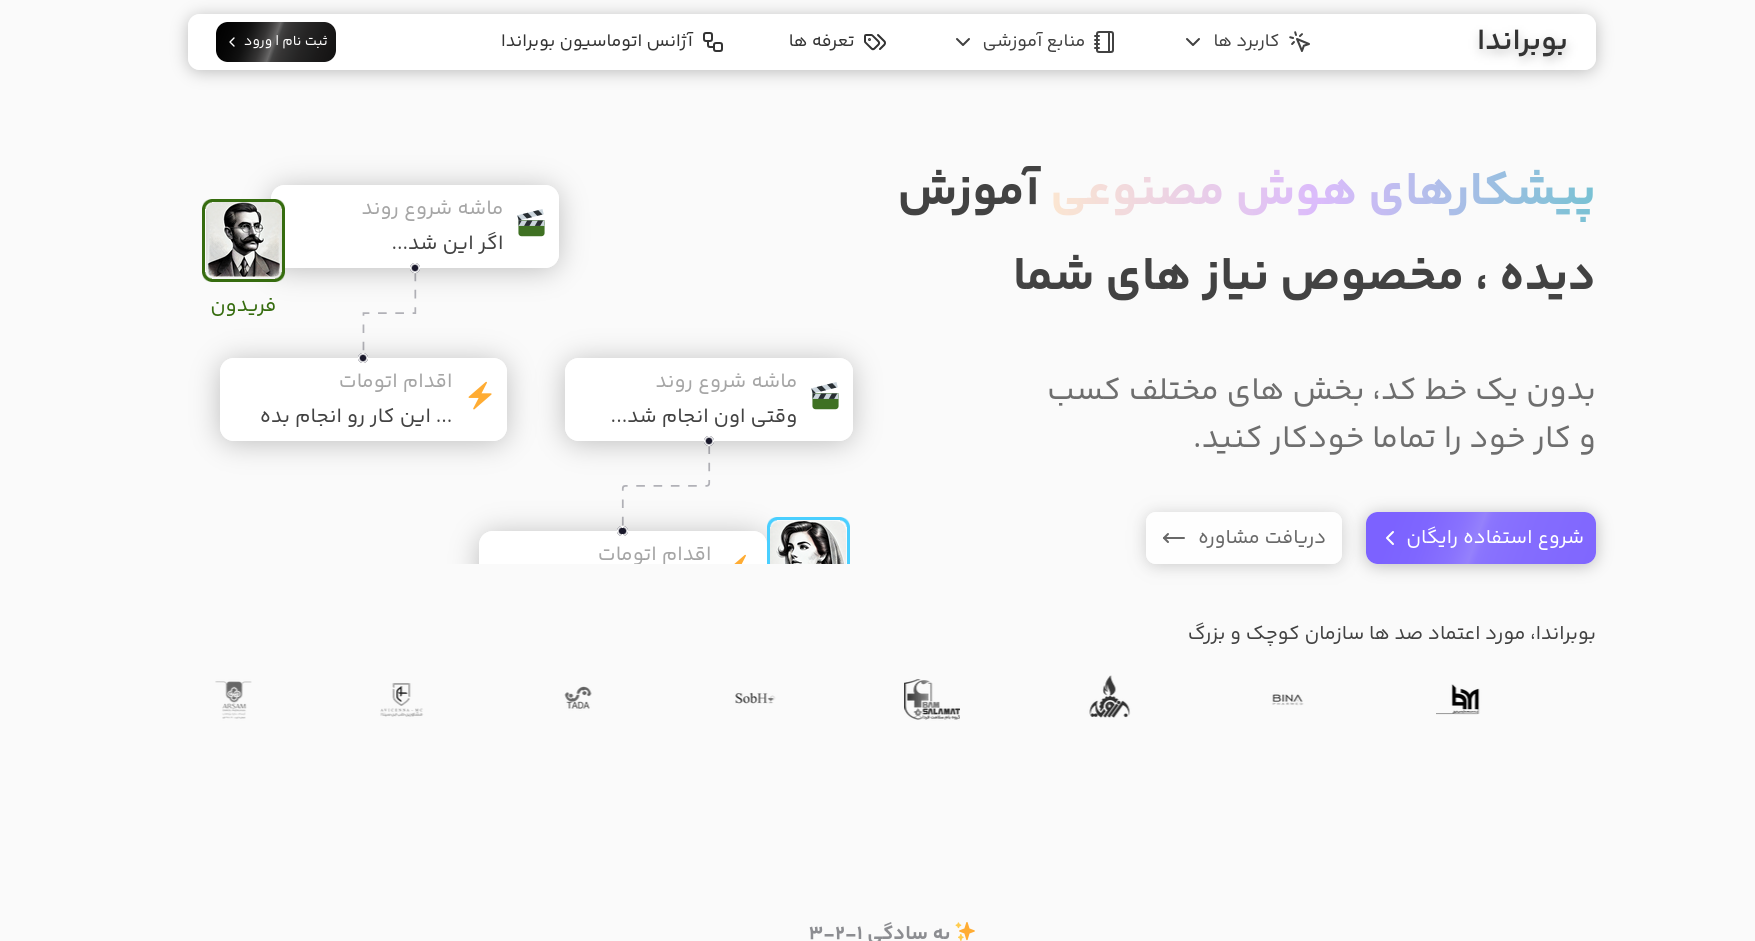 بوبراندا
کاربرد ها
منابع آموزشی
تعرفه ها
آژانس اتوماسیون بوبراندا
ثبت نام | ورود
پیشکارهای هوش مصنوعی آموزش
دیده ، مخصوص نیاز های شما
بدون یک خط کد، بخش های مختلف کسب
و کار خود را تماما خودکار کنید.
شروع استفاده رایگان
دریافت مشاوره
ماشه شروع روند
اگر این شد...
فریدون
ماشه شروع روند
وقتی اون انجام شد...
اقدام اتومات
... این کار رو انجام بده
اقدام اتومات
بوبراندا، مورد اعتماد صد ها سازمان کوچک و بزرگ
BINA
BAM
SALAMAT
SobH
TADA
ARSAM
به سادگی ۱-۲-۳